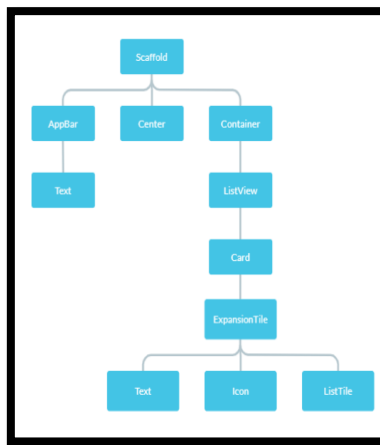 Scaffold
AppBar
Center
Container
Text
ListView
Card
ExpansionTile
Text
Icon
ListTile